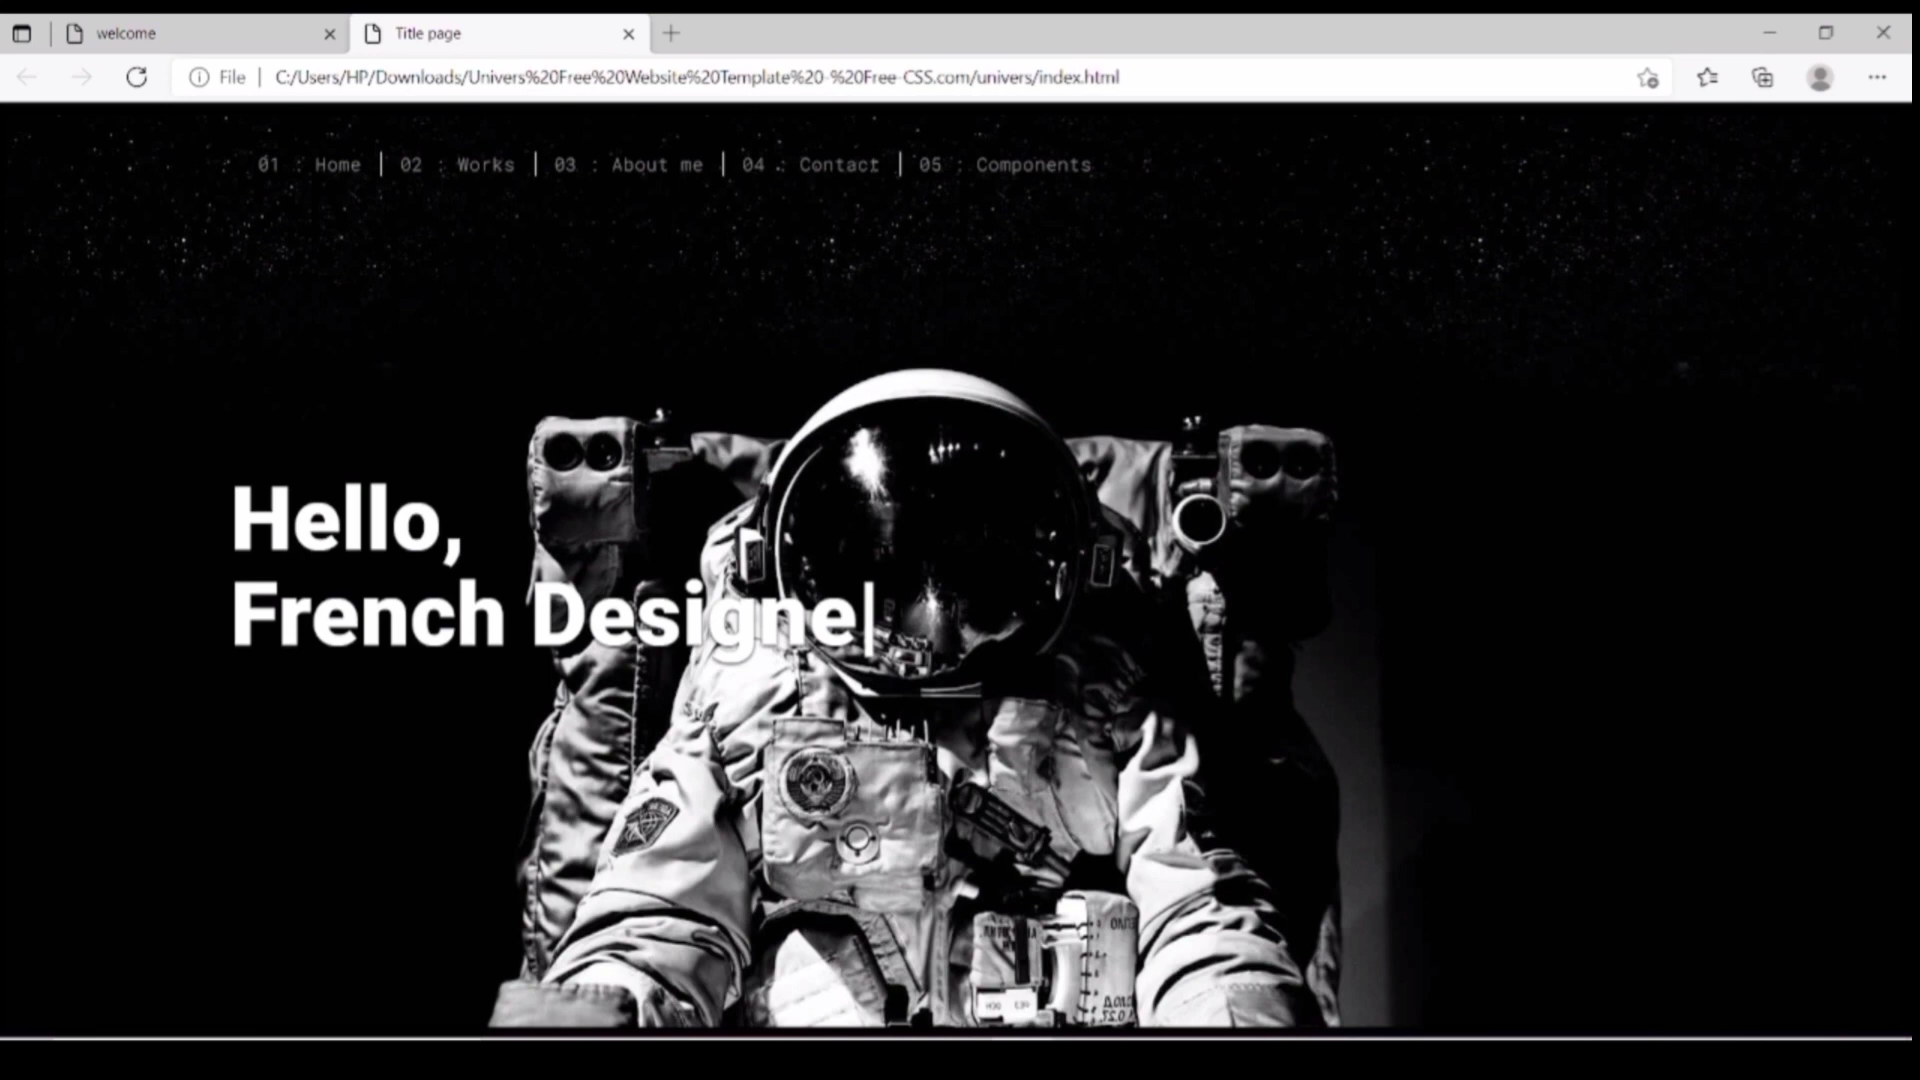 welcome
Title page
File
C:/Users/HP/Downloads/Univers%20Free%20Website%20Template%20-%20Free-CSS.com/univers/index.html
01 : Home | 02 : Works | 03 : About me | 04 : Contact | 05 : Components
Hello,
French Designe|